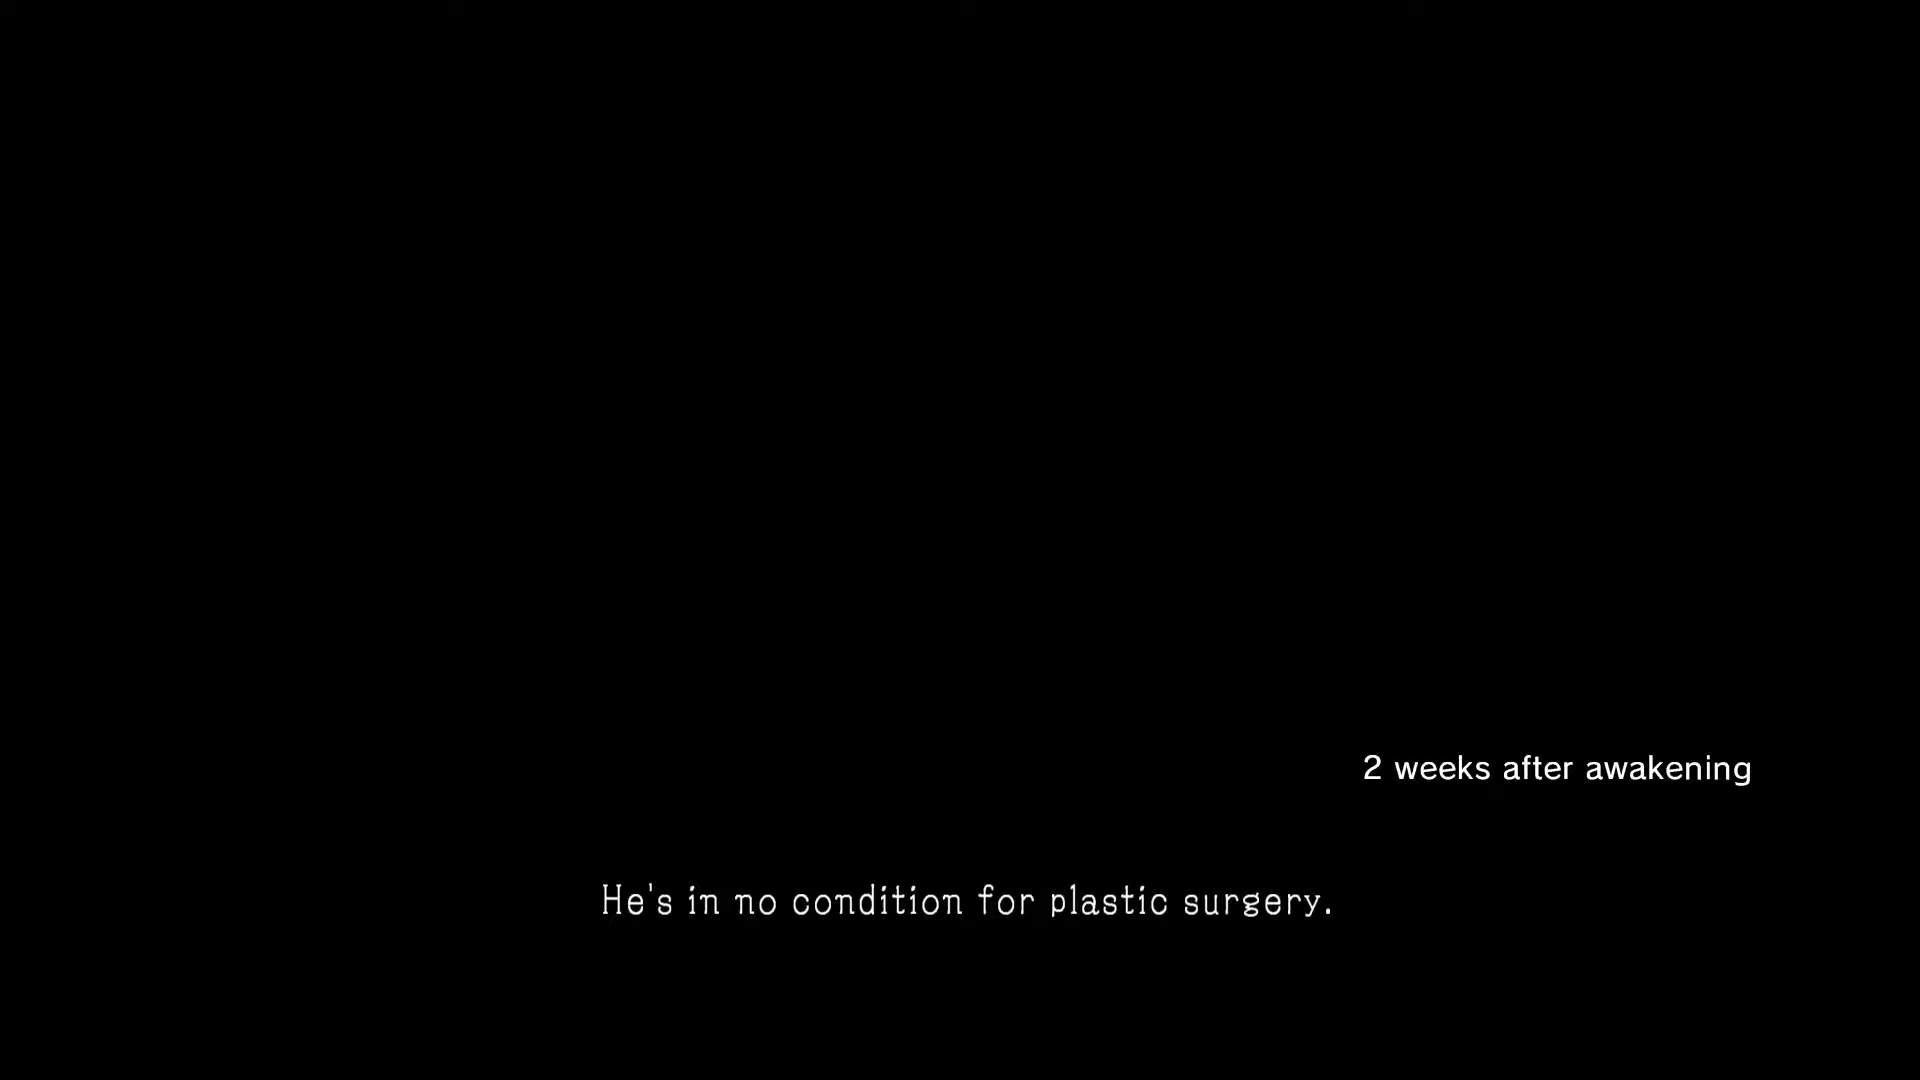 2 weeks after awakening
He's in no condition for plastic surgery.